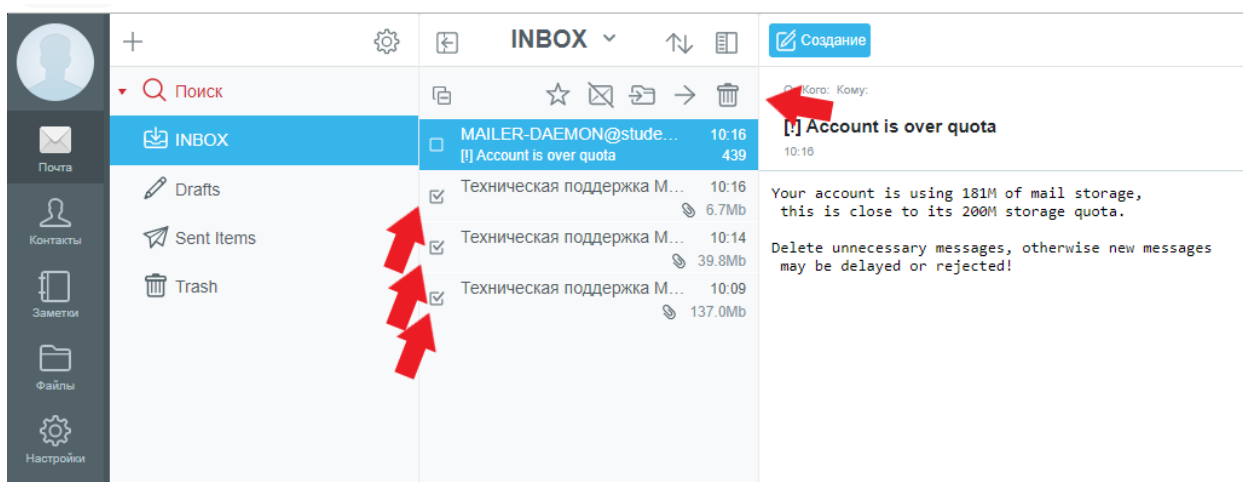 Почта
Контакты
Заметки
Файлы
Настройки
Поиск
INBOX
Drafts
Sent Items
Trash
INBOX
MAILER-DAEMON@stude... 10:16
[!] Account is over quota 439
Техническая поддержка М... 10:16
6.7Mb
Техническая поддержка М... 10:14
39.8Mb
Техническая поддержка М... 10:09
137.0Mb
Создание
Кого: Кому:
[!] Account is over quota
10:16
Your account is using 181M of mail storage,
this is close to its 200M storage quota.
Delete unnecessary messages, otherwise new messages
may be delayed or rejected!